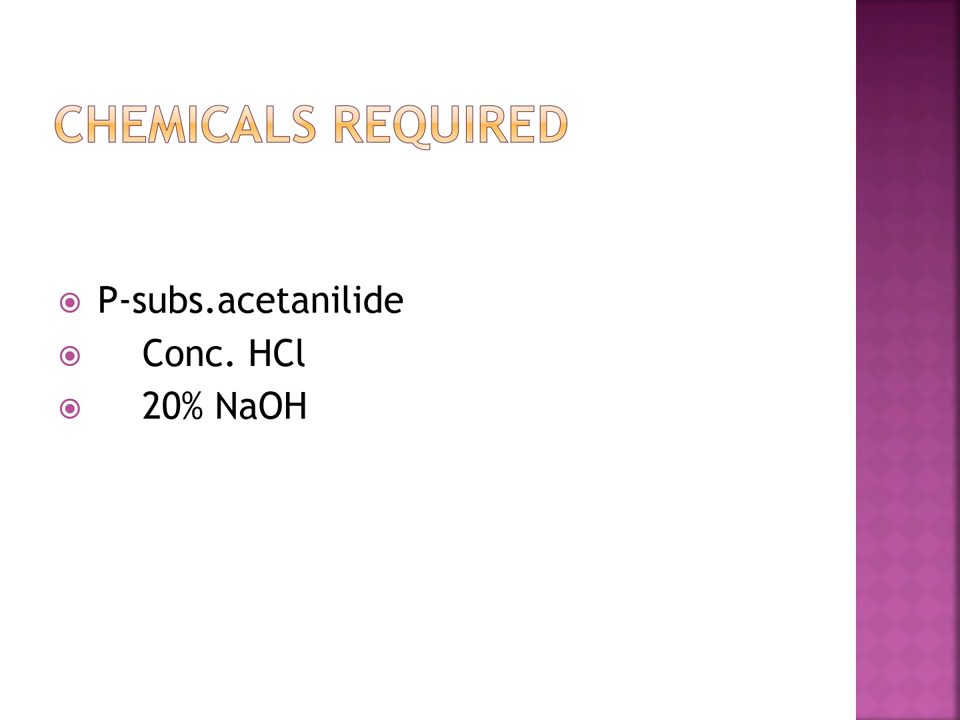 CHEMICALS REQUIRED
P-subs.acetanilide
Conc. HCl
20% NaOH